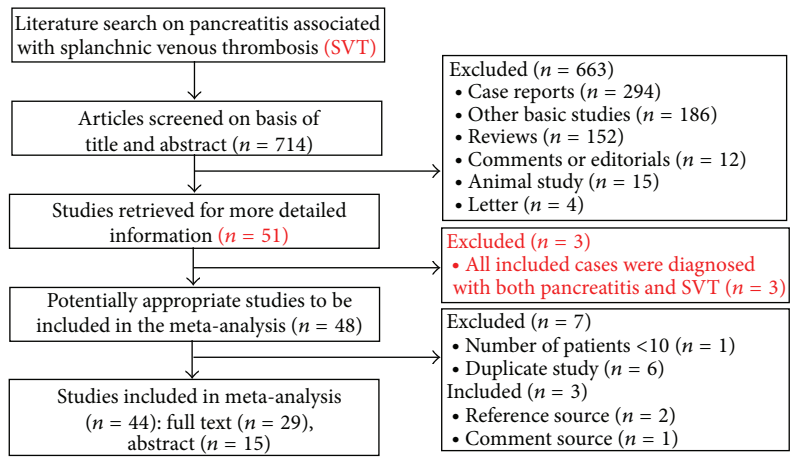 Literature search on pancreatitis associated
with splanchnic venous thrombosis (SVT)
Articles screened on basis of
title and abstract (n = 714)
Excluded (n = 663)
• Case reports (n = 294)
• Other basic studies (n = 186)
• Reviews (n = 152)
• Comments or editorials (n = 12)
• Animal study (n = 15)
• Letter (n = 4)
Studies retrieved for more detailed
information (n = 51)
Excluded (n = 3)
• All included cases were diagnosed
with both pancreatitis and SVT (n = 3)
Potentially appropriate studies to be
included in the meta-analysis (n = 48)
Excluded (n = 7)
• Number of patients <10 (n = 1)
• Duplicate study (n = 6)
Included (n = 3)
• Reference source (n = 2)
• Comment source (n = 1)
Studies included in meta-analysis
(n = 44): full text (n = 29),
abstract (n = 15)